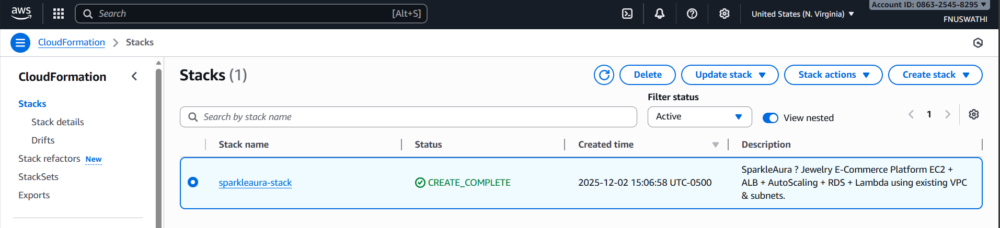 aws
Search [Alt+S]
United States (N. Virginia)
Account ID: 0863-2545-8295
FNUSWATHI
CloudFormation > Stacks
CloudFormation
Stacks
Stack details
Drifts
Stack refactors New
StackSets
Exports
Stacks (1)
Delete
Update stack
Stack actions
Create stack
Filter status
Search by stack name
Active
View nested
1
Stack name Status Created time Description
sparkleaura-stack CREATE_COMPLETE 2025-12-02 15:06:58 UTC-0500
SparkleAura ? Jewelry E-Commerce Platform EC2 +
ALB + AutoScaling + RDS + Lambda using existing VPC
& subnets.